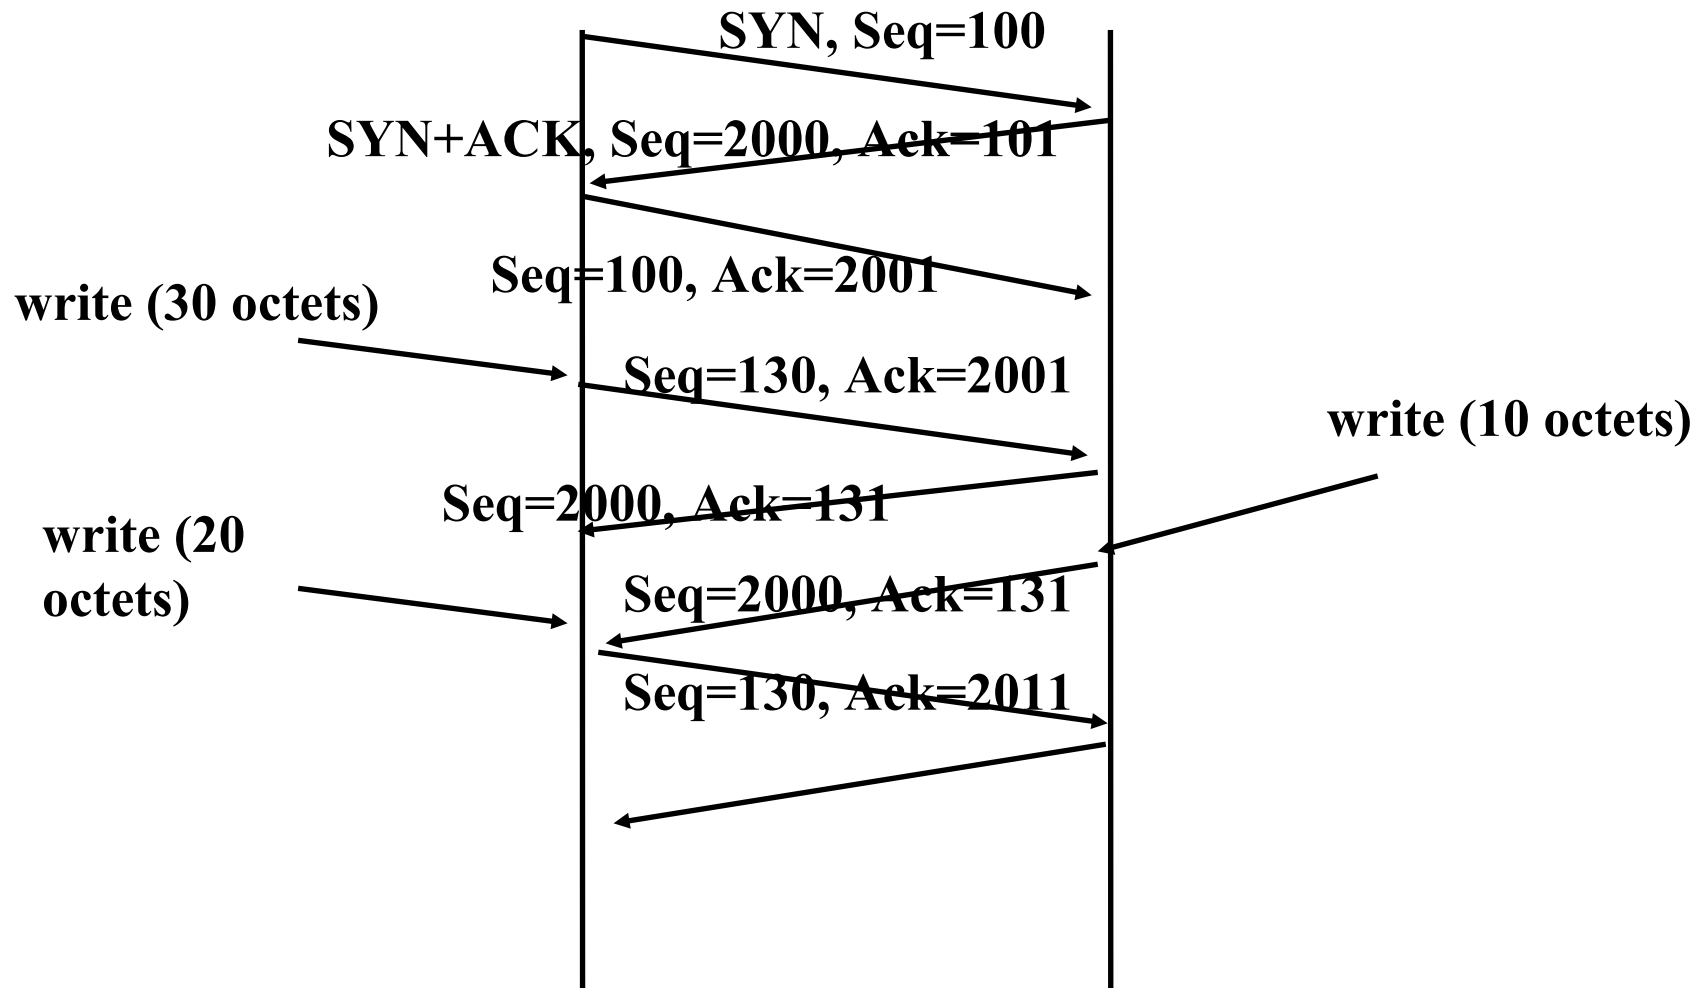 SYN, Seq=100
SYN+ACK, Seq=2000, Ack=101
Seq=100, Ack=2001
write (30 octets)
Seq=130, Ack=2001
write (10 octets)
Seq=2000, Ack=131
write (20
octets)
Seq=2000, Ack=131
Seq=130, Ack=2011